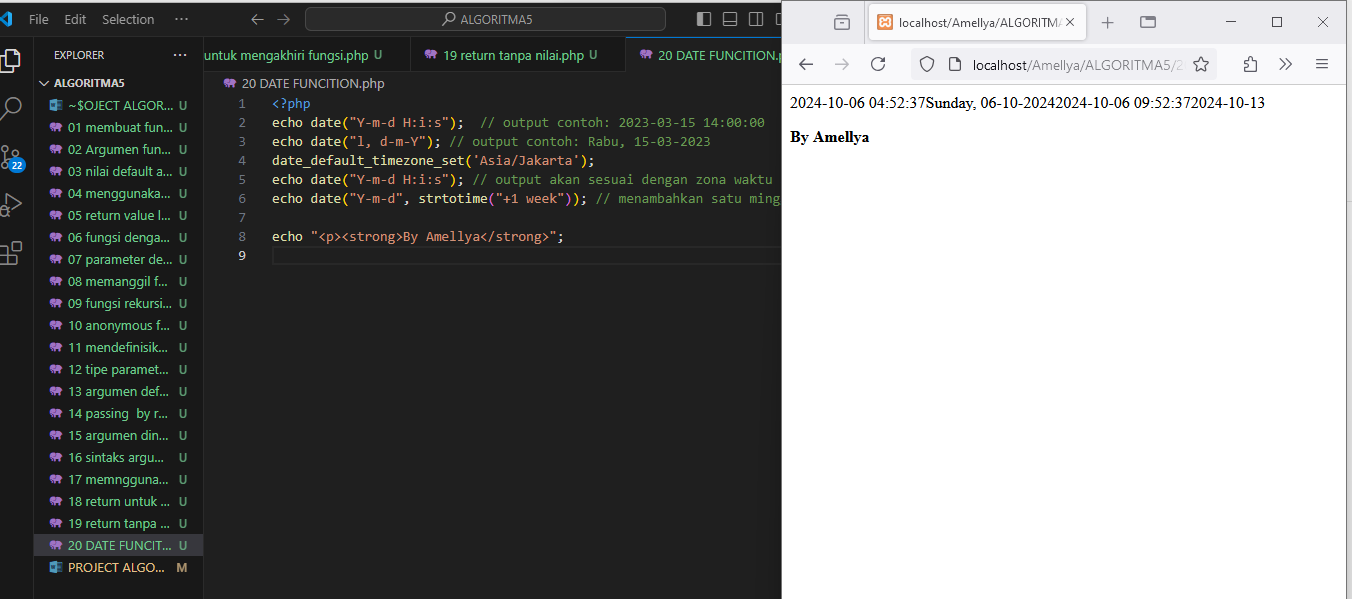 File Edit Selection ···
ALGORITMA5
EXPLORER ···
ALGORITMA5
~$OJECT ALGOR... U
01 membuat fun... U
02 Argumen fun... U
03 nilai default a... U
04 menggunaka... U
05 return value l... U
06 fungsi denga... U
07 parameter de... U
08 memanggil f... U
09 fungsi rekursi... U
10 anonymous f... U
11 mendefinisik... U
12 tipe paramet... U
13 argumen def... U
14 passing by r... U
15 argumen din... U
16 sintaks argu... U
17 memngguna... U
18 return untuk ... U
19 return tanpa ... U
20 DATE FUNCIT... U
PROJECT ALGO... M
22
untuk mengakhiri fungsi.php U
19 return tanpa nilai.php U
20 DATE FUNCITION.p
20 DATE FUNCITION.php
1 <?php
2 echo date("Y-m-d H:i:s");  // output contoh: 2023-03-15 14:00:00
3 echo date("l, d-m-Y"); // output contoh: Rabu, 15-03-2023
4 date_default_timezone_set('Asia/Jakarta');
5 echo date("Y-m-d H:i:s"); // output akan sesuai dengan zona waktu
6 echo date("Y-m-d", strtotime("+1 week")); // menambahkan satu ming
7
8 echo "<p><strong>By Amellya</strong>";
9
localhost/Amellya/ALGORITMA
localhost/Amellya/ALGORITMA5/2
2024-10-06 04:52:37Sunday, 06-10-20242024-10-06 09:52:372024-10-13
By Amellya